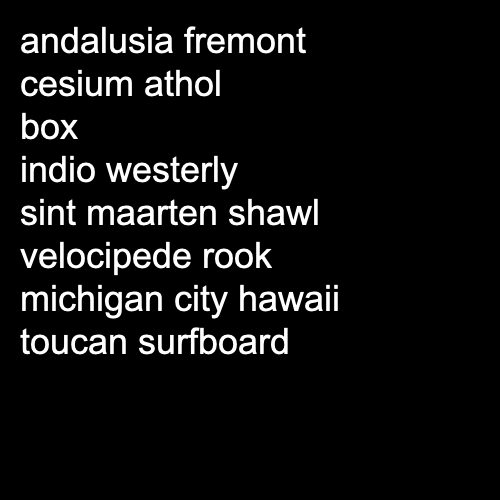 andalusia fremont
cesium athol
box
indio westerly
sint maarten shawl
velocipede rook
michigan city hawaii
toucan surfboard